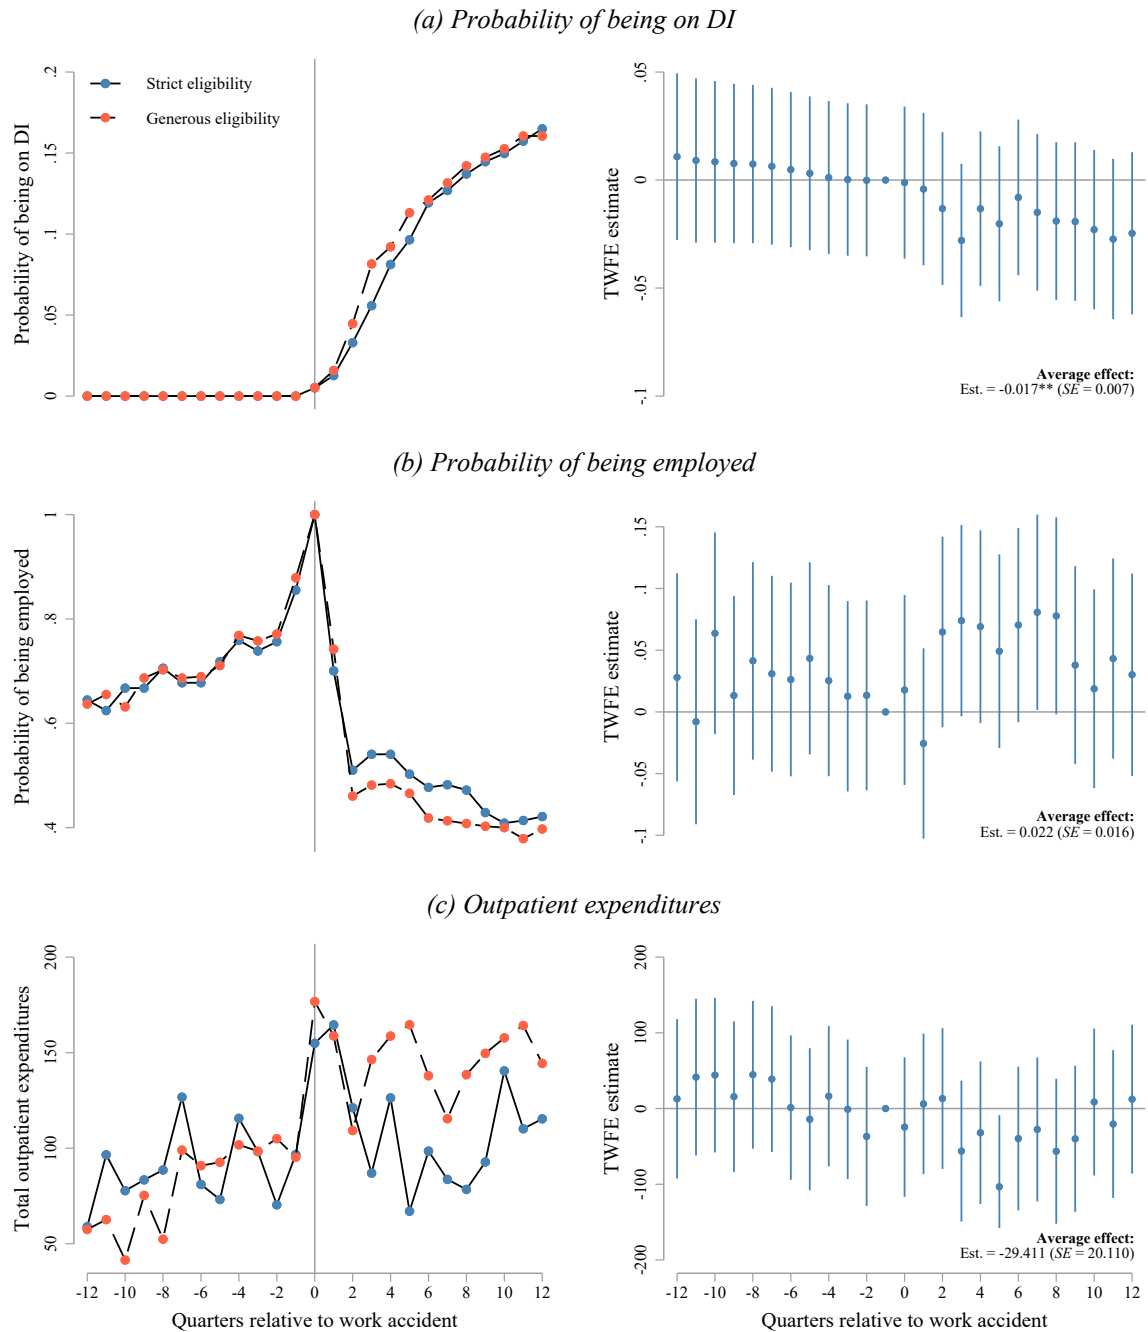 (a) Probability of being on DI
Probability of being on DI
.2
.15
.1
.05
0
Strict eligibility
Generous eligibility
TWFE estimate
.05
0
-.05
-.1
Average effect:
Est. = -0.017** (SE = 0.007)
(b) Probability of being employed
Probability of being employed
1
.8
.6
.4
TWFE estimate
.15
.1
.05
0
.05
-.1
Average effect:
Est. = 0.022 (SE = 0.016)
(c) Outpatient expenditures
Total outpatient expenditures
200
150
100
50
-12 -10 -8 -6 -4 -2 0 2 4 6 8 10 12
Quarters relative to work accident
TWFE estimate
200
100
0
-100
-200
Average effect:
Est. = -29.411 (SE = 20.110)
-12 -10 -8 -6 -4 -2 0 2 4 6 8 10 12
Quarters relative to work accident